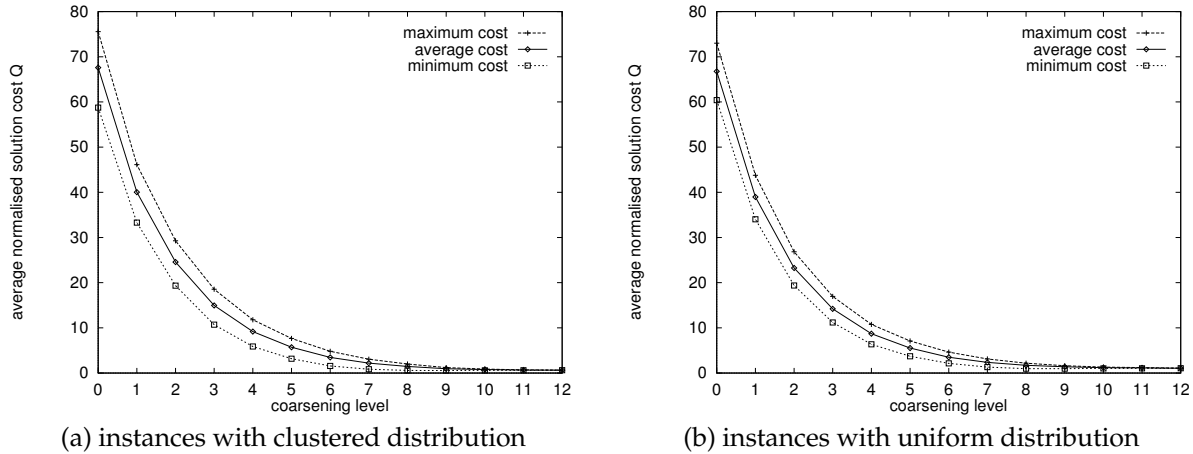 average normalised solution cost Q
80
70
60
50
40
30
20
10
0
maximum cost
average cost
minimum cost
0 1 2 3 4 5 6 7 8 9 10 11 12
coarsening level
(a) instances with clustered distribution
average normalised solution cost Q
80
70
60
50
40
30
20
10
0
maximum cost
average cost
minimum cost
0 1 2 3 4 5 6 7 8 9 10 11 12
coarsening level
(b) instances with uniform distribution